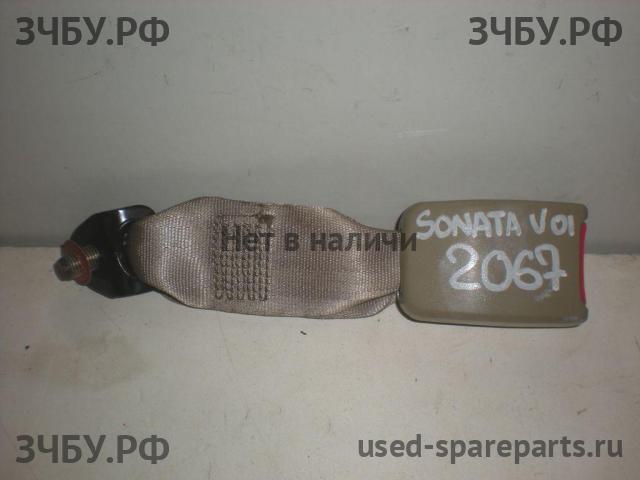 ЗЧБУ.РФ ЗЧБУ.РФ
SONATA V 01
Нет в наличи
2067
ЗЧБУ.РФ used-spareparts.ru